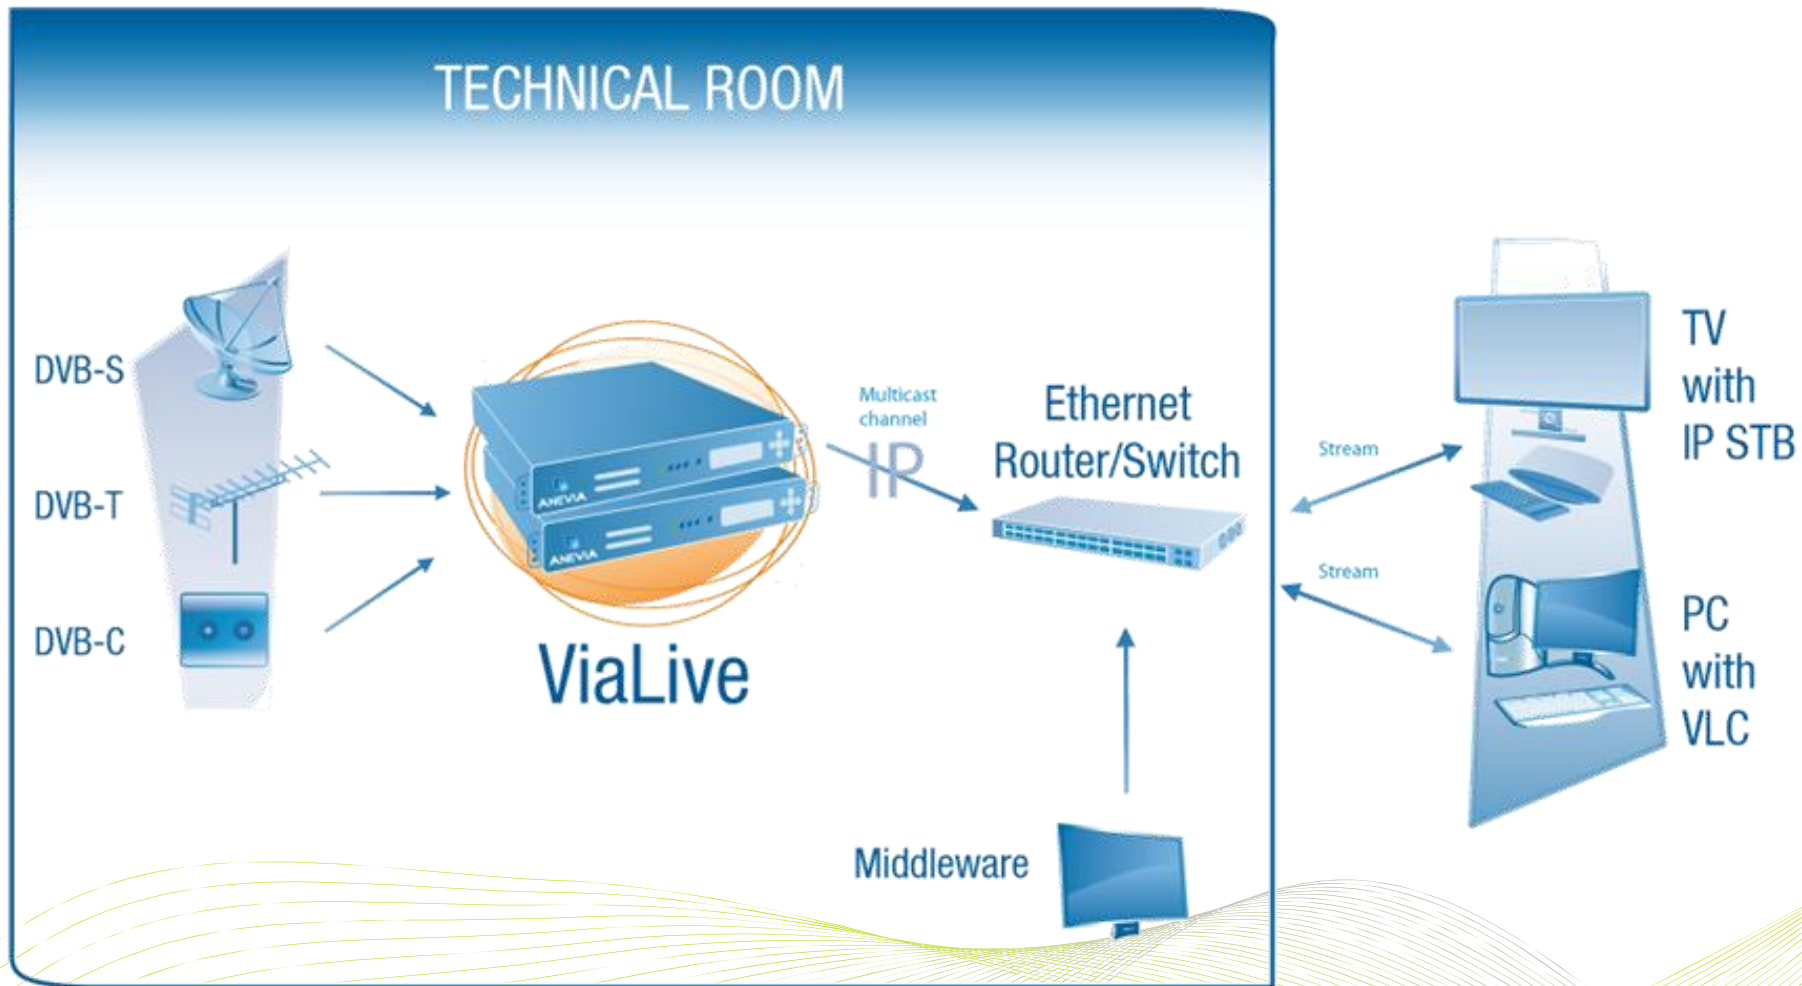 TECHNICAL ROOM
DVB-S
DVB-T
DVB-C
ANEVIA
ANEVIA
ViaLive
Multicast
channel
IP
Ethernet
Router/Switch
Middleware
Stream
Stream
TV
with
IP STB
PC
with
VLC